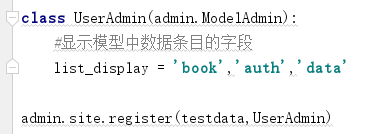 class UserAdmin(admin.ModelAdmin):
#显示模型中数据条目的字段
list_display = 'book','auth','data'
admin.site.register(testdata,UserAdmin)